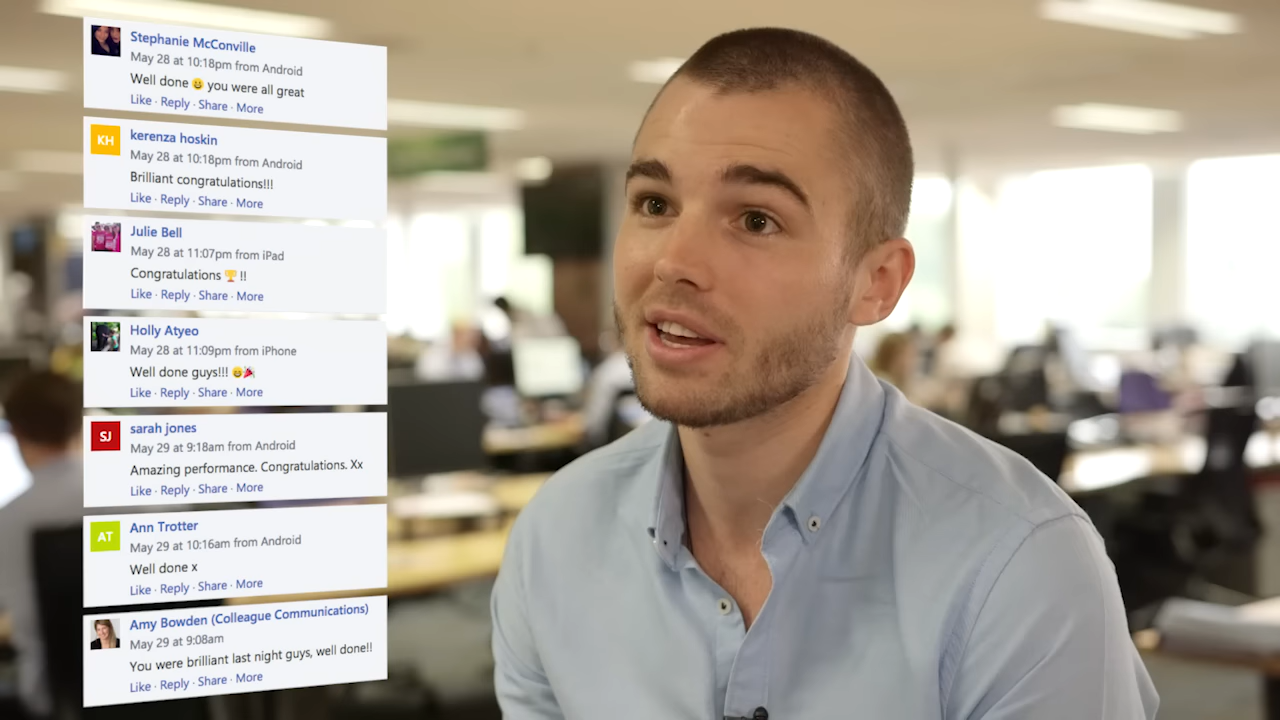 Stephanie McConville
May 28 at 10:18pm from Android
Well done 😀 you were all great
Like · Reply · Share · More
KH
kerenza hoskin
May 28 at 10:18pm from Android
Brilliant congratulations!!!
Like · Reply · Share · More
Julie Bell
May 28 at 11:07pm from iPad
Congratulations 🏆 !!
Like · Reply · Share · More
Holly Atyeo
May 28 at 11:09pm from iPhone
Well done guys!!! 😄🎉
Like · Reply · Share · More
SJ
sarah jones
May 29 at 9:18am from Android
Amazing performance. Congratulations. Xx
Like · Reply · Share · More
AT
Ann Trotter
May 29 at 10:16am from Android
Well done x
Like · Reply · Share · More
Amy Bowden (Colleague Communications)
May 29 at 9:08am
You were brilliant last night guys, well done!!
Like · Reply · Share · More